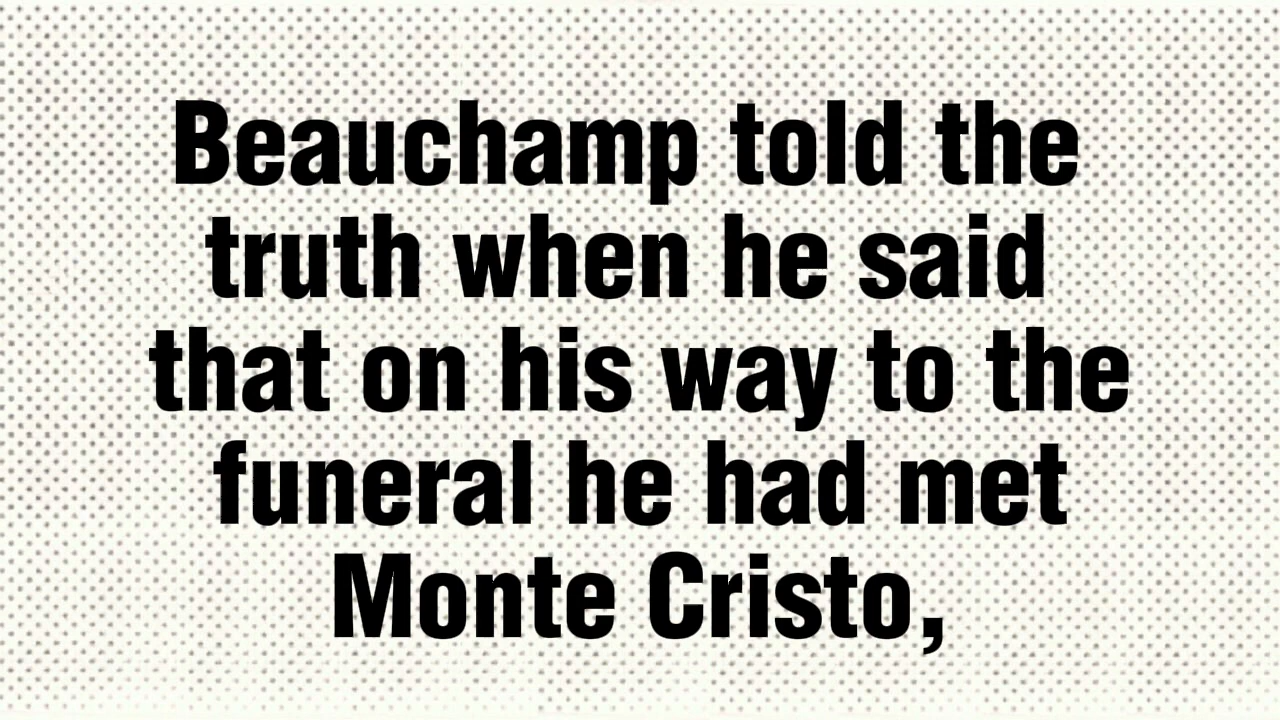 Beauchamp told the
truth when he said
that on his way to the
funeral he had met
Monte Cristo,